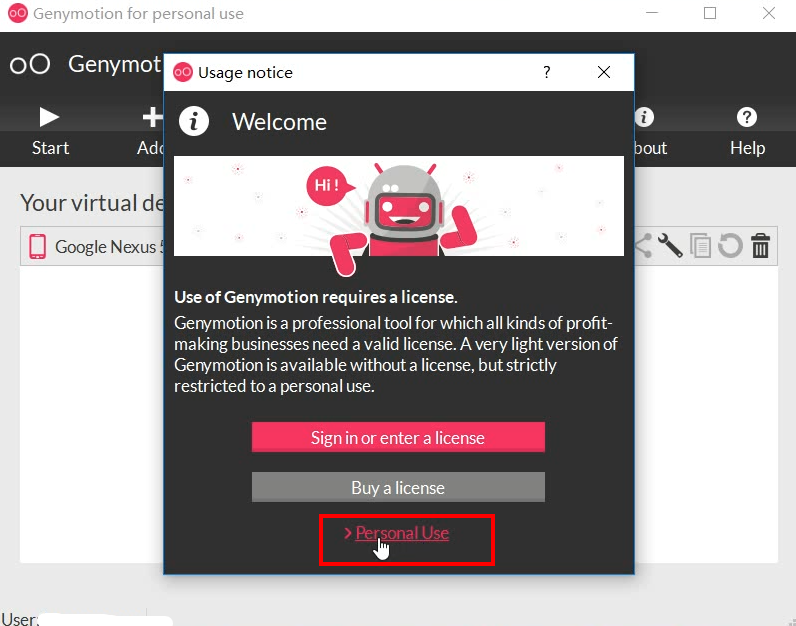 Genymotion for personal use
Genymot
Start
Add
bout
Help
Usage notice
?
Welcome
Hi !
Your virtual de
Google Nexus 5
Use of Genymotion requires a license.
Genymotion is a professional tool for which all kinds of profit-
making businesses need a valid license. A very light version of
Genymotion is available without a license, but strictly
restricted to a personal use.
Sign in or enter a license
Buy a license
> Personal Use
User: